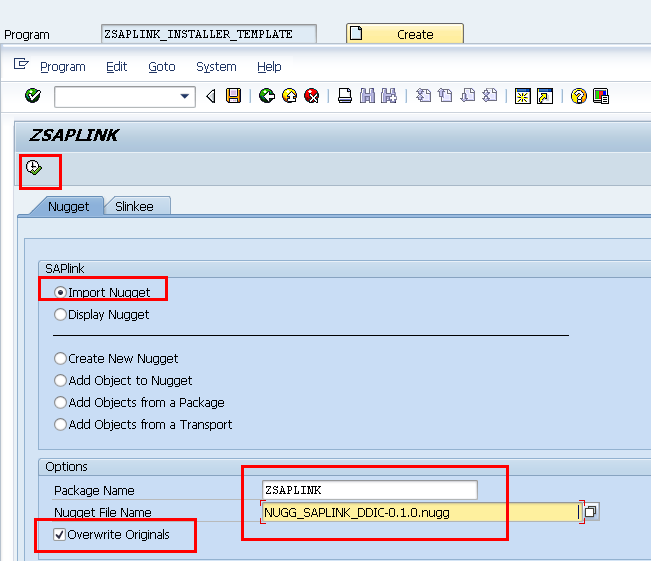 Program ZSAPLINK_INSTALLER_TEMPLATE Create
Program Edit Goto System Help
ZSAPLINK
Nugget Slinkee
SAPlink
Import Nugget
Display Nugget
Create New Nugget
Add Object to Nugget
Add Objects from a Package
Add Objects from a Transport
Options
Package Name ZSAPLINK
Nugget File Name NUGG_SAPLINK_DDIC-0.1.0.nugg
Overwrite Originals